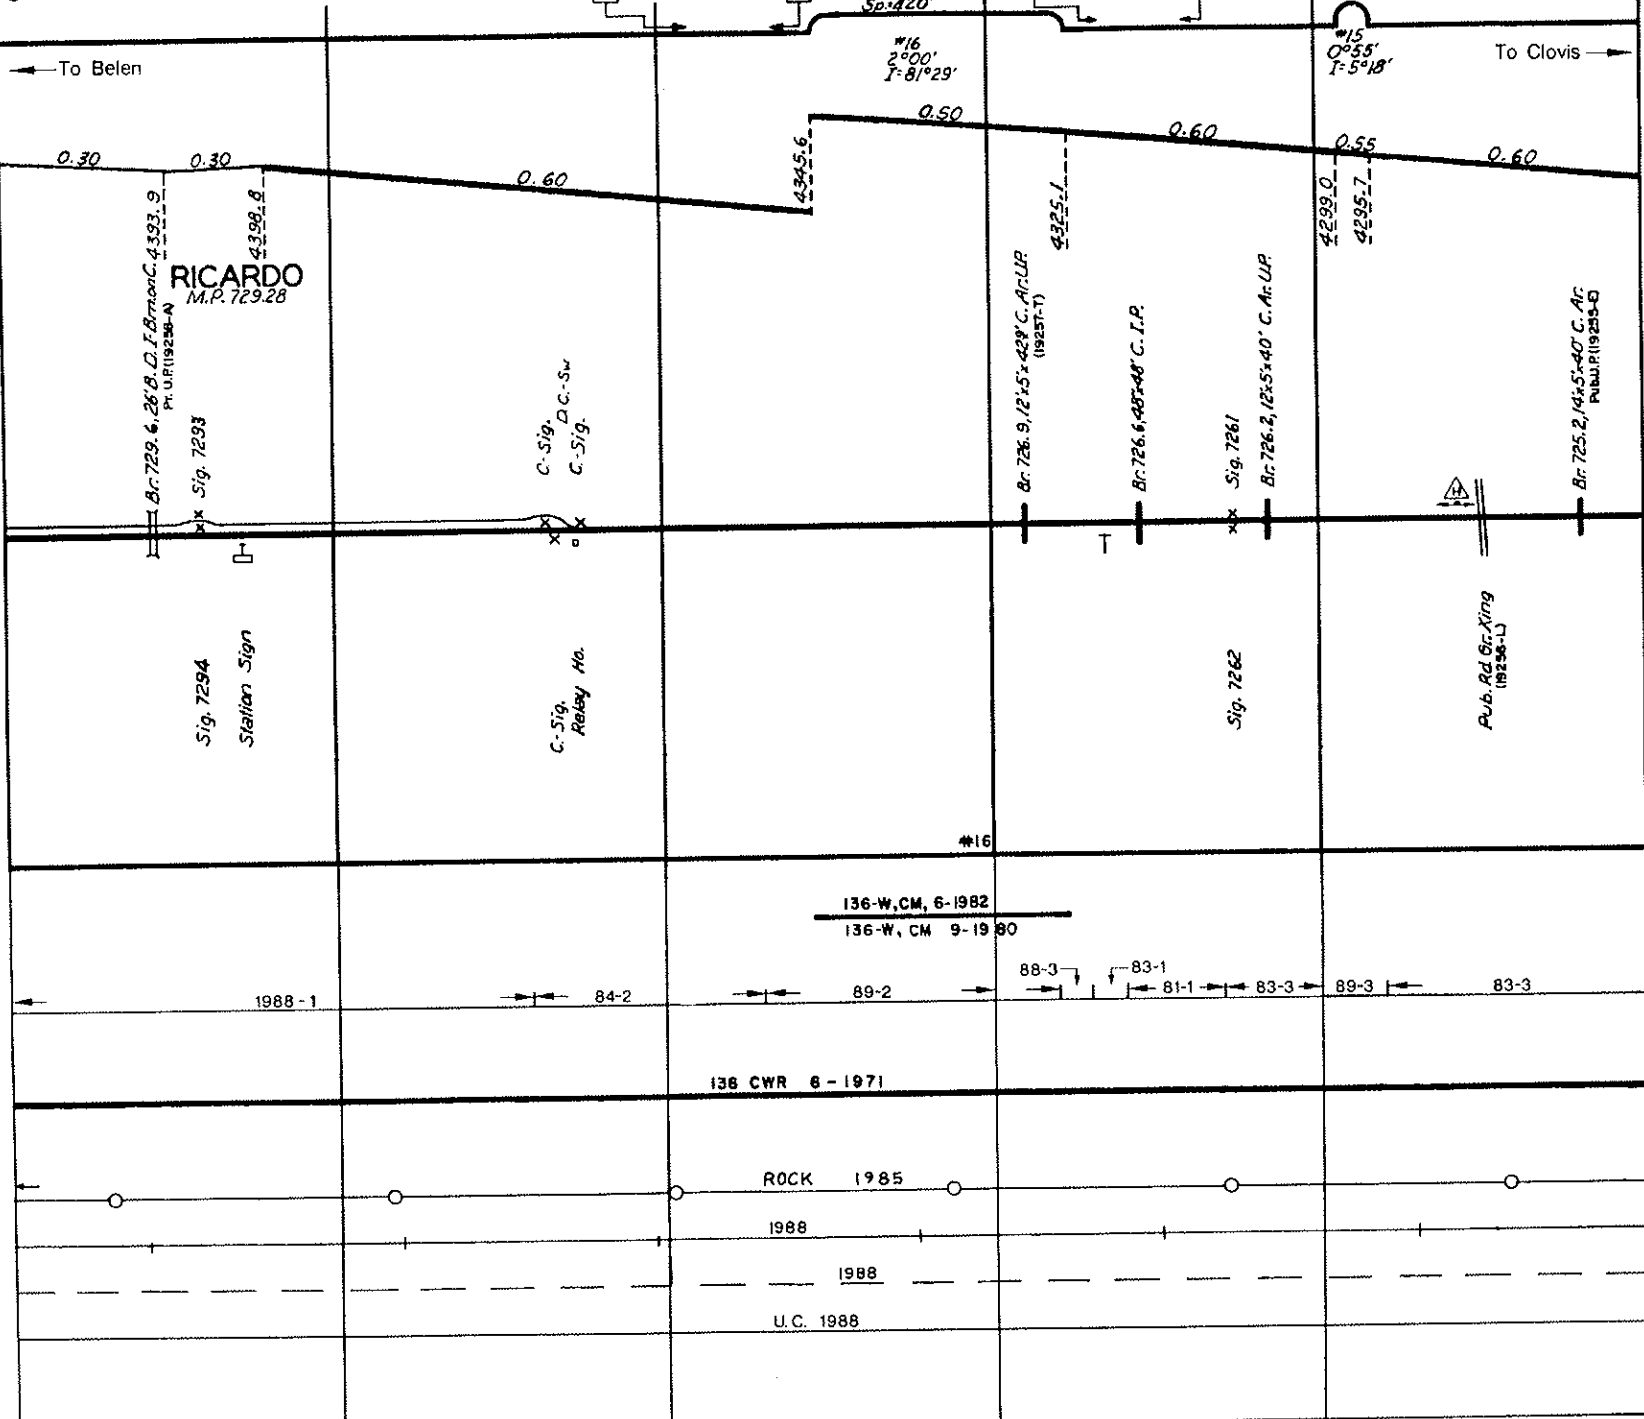 Sp.=420'
To Belen
#16
2°00'
I=81°29'
#15
0°55'
I=5°18'
To Clovis
0.30
0.30
0.60
0.50
0.60
0.55
0.60
4393.9
4398.8
4345.6
4325.1
4299.0
4295.7
RICARDO
M.P. 729.28
Br. 729.6, 26' B.D. I-Bm on C.
Pr. U.P. (19258-A)
Sig. 7293
C.-Sig.
D.C.-Sw
C.-Sig.
Br. 726.9, 12'x5'x429' C. Ar. U.P.
(19257-T)
Br. 726.6, 48"x48' C. I. P.
Sig. 7261
Br. 726.2, 12'x5'x40' C. Ar. U.P.
H
Br. 725.2, 14'x5'x40' C. Ar.
Pub.U.P. (19255-E)
Sig. 7294
Station Sign
C.-Sig.
Relay Ho.
Sig. 7262
Pub. Rd. Gr. Xing
(19256-L)
#16
136-W, CM, 6-1982
136-W, CM 9-1980
88-3
83-1
1988-1
84-2
89-2
81-1
83-3
89-3
83-3
136 CWR 6-1971
ROCK 1985
1988
1988
U.C. 1988